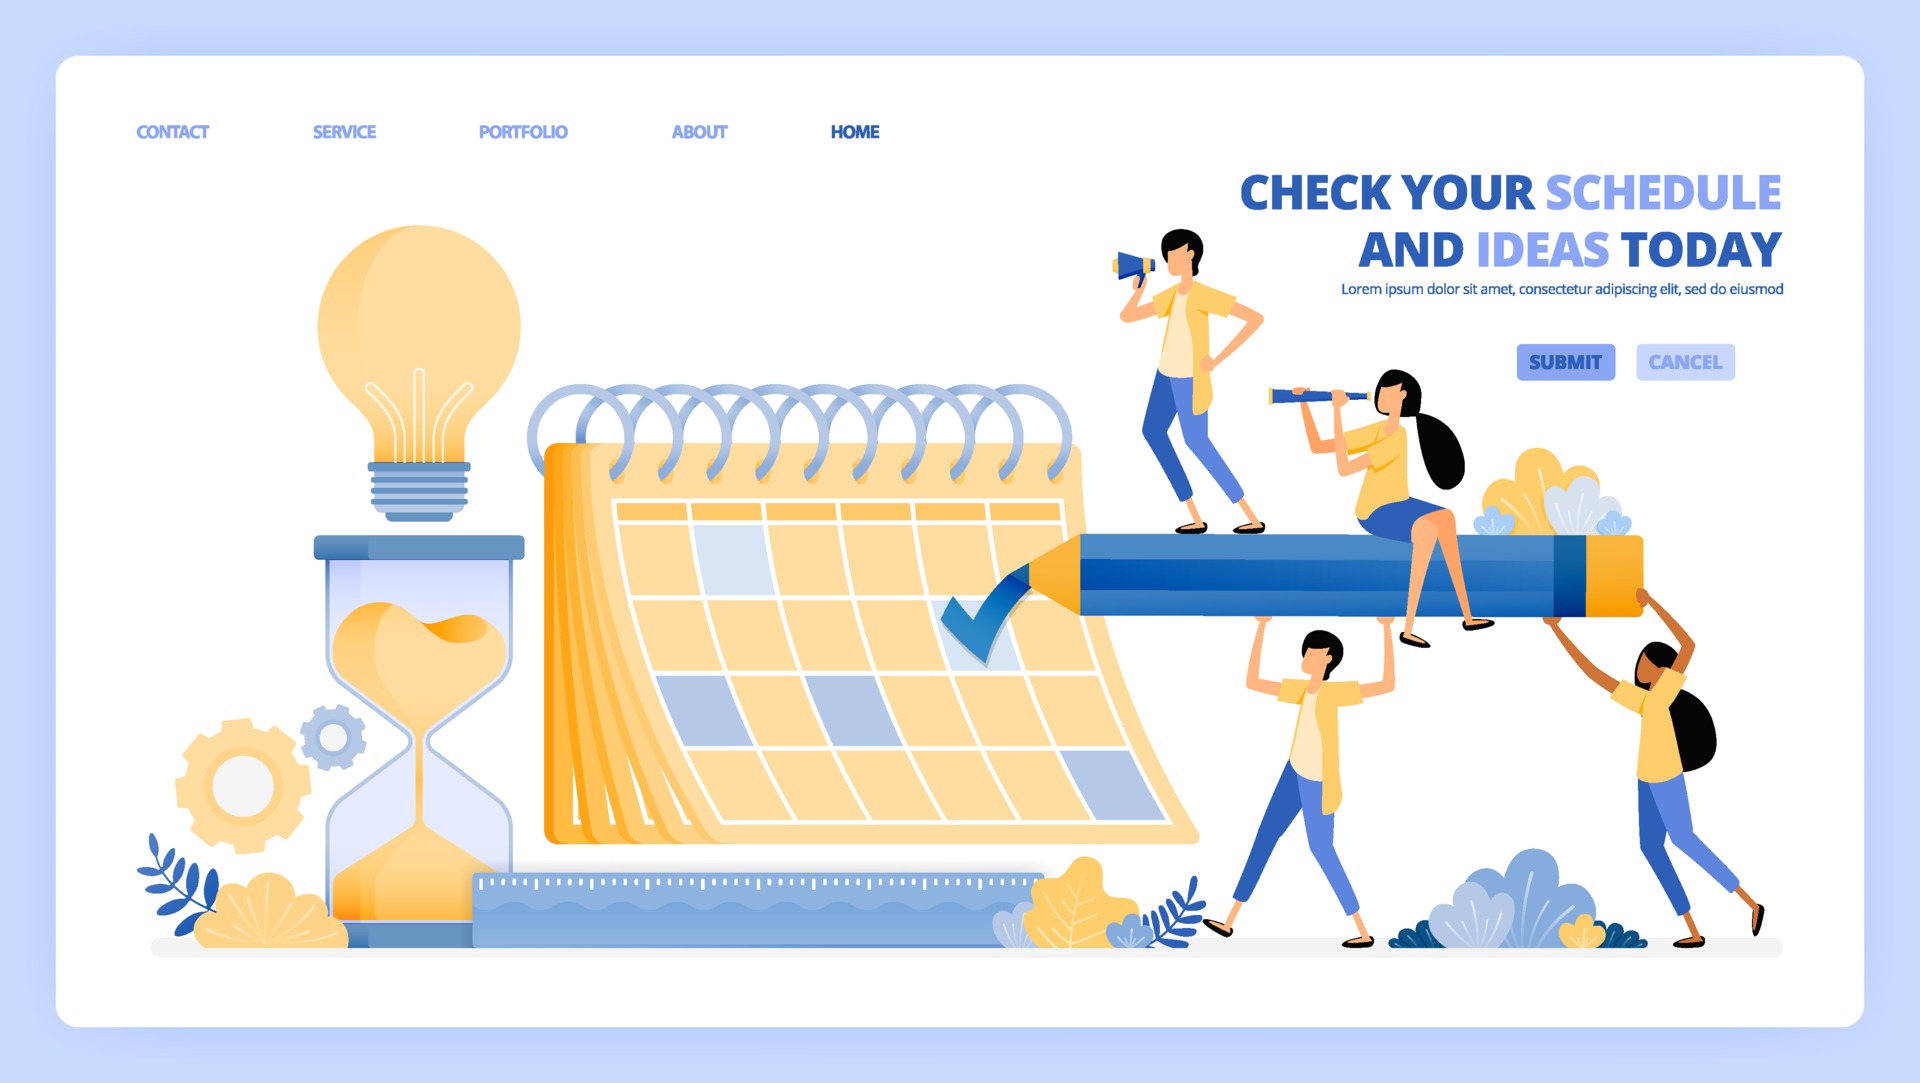 CONTACT SERVICE PORTFOLIO ABOUT HOME
CHECK YOUR SCHEDULE
AND IDEAS TODAY
Lorem ipsum dolor sit amet, consectetur adipiscing elit, sed do eiusmod
SUBMIT CANCEL